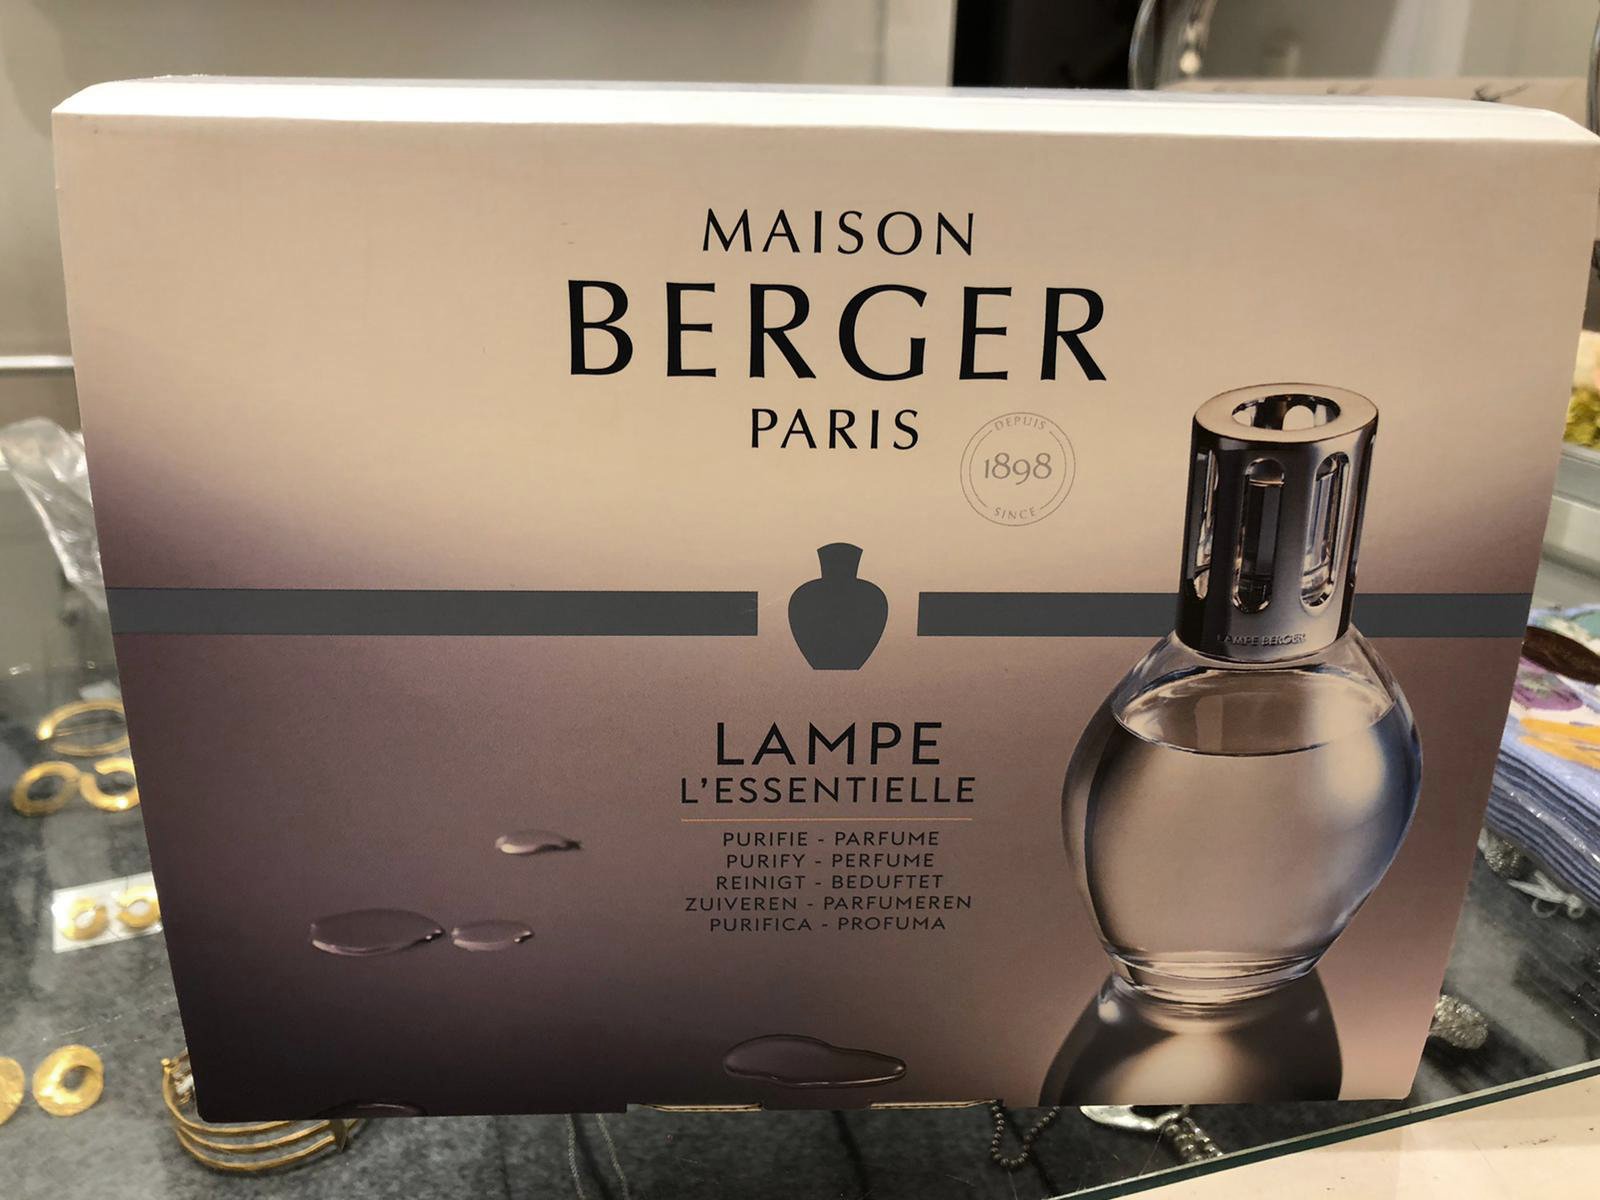 MAISON
BERGER
PARIS
DEPUIS
1898
SINCE
LAMPE BERGER
LAMPE
L'ESSENTIELLE
PURIFIE - PARFUME
PURIFY - PERFUME
REINIGT - BEDUFTET
ZUIVEREN - PARFUMEREN
PURIFICA - PROFUMA